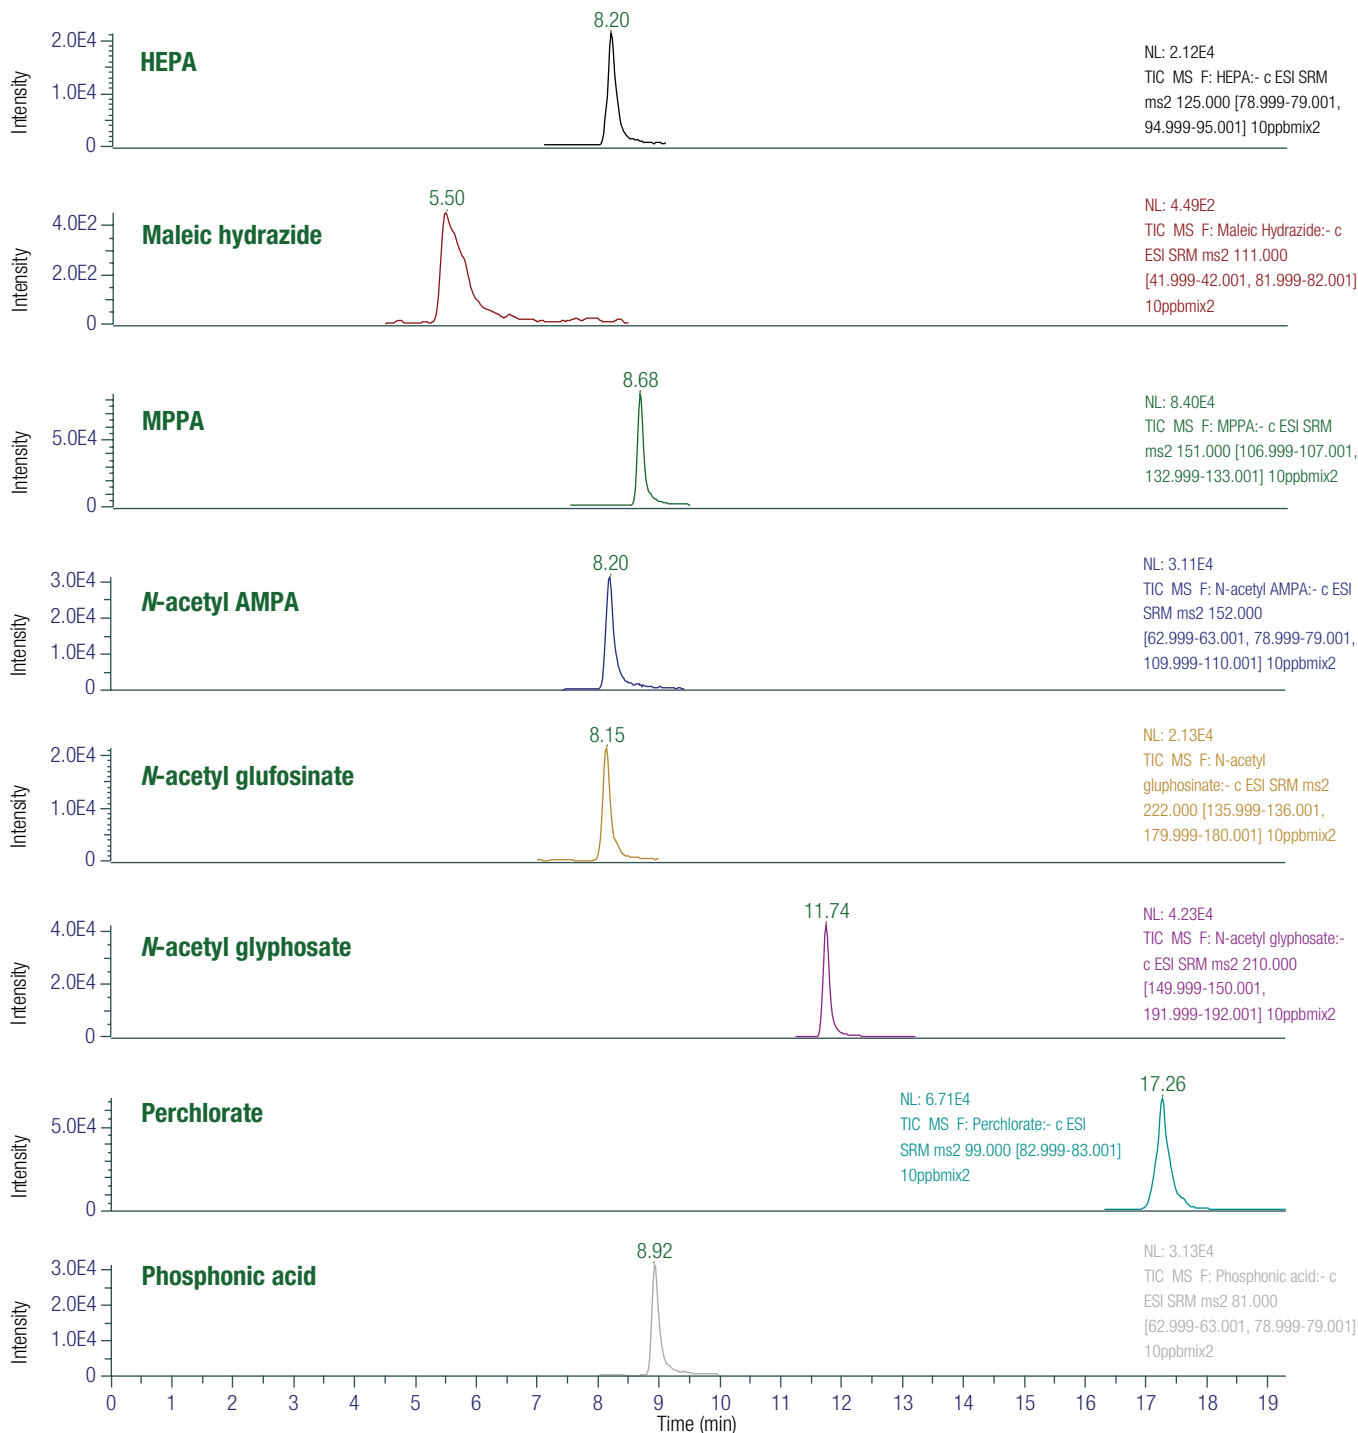 8.20
2.0E4
1.0E4
0
Intensity
HEPA
NL: 2.12E4
TIC MS F: HEPA:- c ESI SRM
ms2 125.000 [78.999-79.001,
94.999-95.001] 10ppbmix2
5.50
4.0E2
2.0E2
0
Intensity
Maleic hydrazide
NL: 4.49E2
TIC MS F: Maleic Hydrazide:- c
ESI SRM ms2 111.000
[41.999-42.001, 81.999-82.001]
10ppbmix2
8.68
5.0E4
0
Intensity
MPPA
NL: 8.40E4
TIC MS F: MPPA:- c ESI SRM
ms2 151.000 [106.999-107.001,
132.999-133.001] 10ppbmix2
8.20
3.0E4
2.0E4
1.0E4
0
Intensity
N-acetyl AMPA
NL: 3.11E4
TIC MS F: N-acetyl AMPA:- c ESI
SRM ms2 152.000
[62.999-63.001, 78.999-79.001,
109.999-110.001] 10ppbmix2
8.15
2.0E4
1.0E4
0
Intensity
N-acetyl glufosinate
NL: 2.13E4
TIC MS F: N-acetyl
gluphosinate:- c ESI SRM ms2
222.000 [135.999-136.001,
179.999-180.001] 10ppbmix2
11.74
4.0E4
2.0E4
0
Intensity
N-acetyl glyphosate
NL: 4.23E4
TIC MS F: N-acetyl glyphosate:-
c ESI SRM ms2 210.000
[149.999-150.001,
191.999-192.001] 10ppbmix2
17.26
5.0E4
0
Intensity
Perchlorate
NL: 6.71E4
TIC MS F: Perchlorate:- c ESI
SRM ms2 99.000 [82.999-83.001]
10ppbmix2
8.92
3.0E4
2.0E4
1.0E4
0
Intensity
Phosphonic acid
NL: 3.13E4
TIC MS F: Phosphonic acid:- c
ESI SRM ms2 81.000
[62.999-63.001, 78.999-79.001]
10ppbmix2
0 1 2 3 4 5 6 7 8 9 10 11 12 13 14 15 16 17 18 19
Time (min)